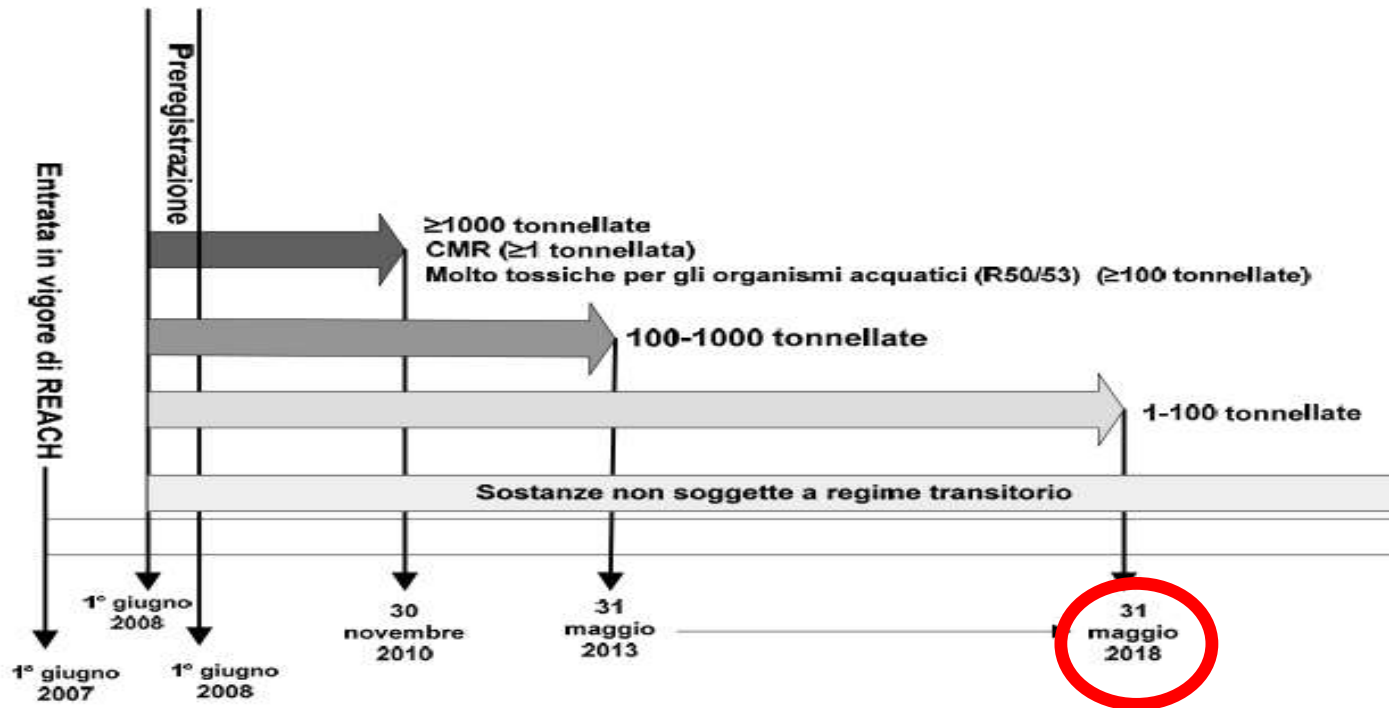 Preregistrazione
Entrata in vigore di REACH
≥1000 tonnellate
CMR (≥1 tonnellata)
Molto tossiche per gli organismi acquatici (R50/53) (≥100 tonnellate)
100-1000 tonnellate
1-100 tonnellate
Sostanze non soggette a regime transitorio
1° giugno
2008
30
novembre
2010
31
maggio
2013
31
maggio
2018
1° giugno
2007
1° giugno
2008